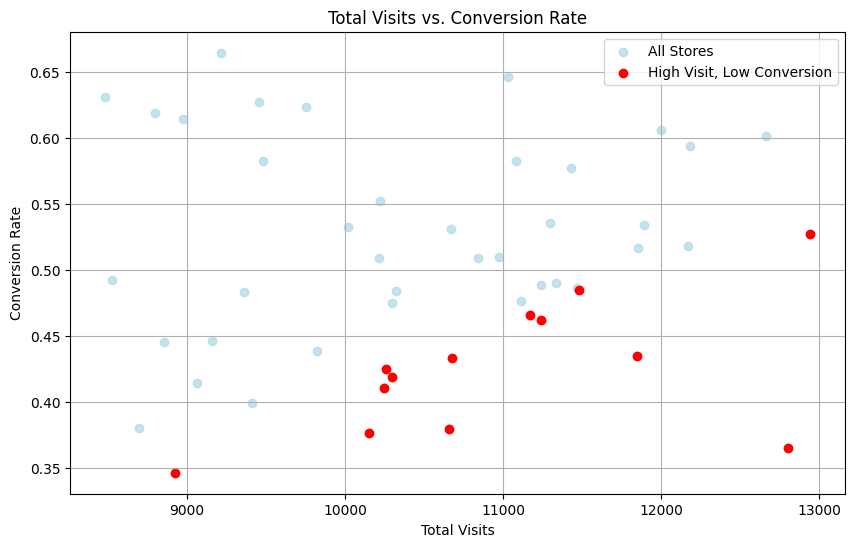 Total Visits vs. Conversion Rate
All Stores
High Visit, Low Conversion
Conversion Rate
0.65
0.60
0.55
0.50
0.45
0.40
0.35
9000 10000 11000 12000 13000
Total Visits